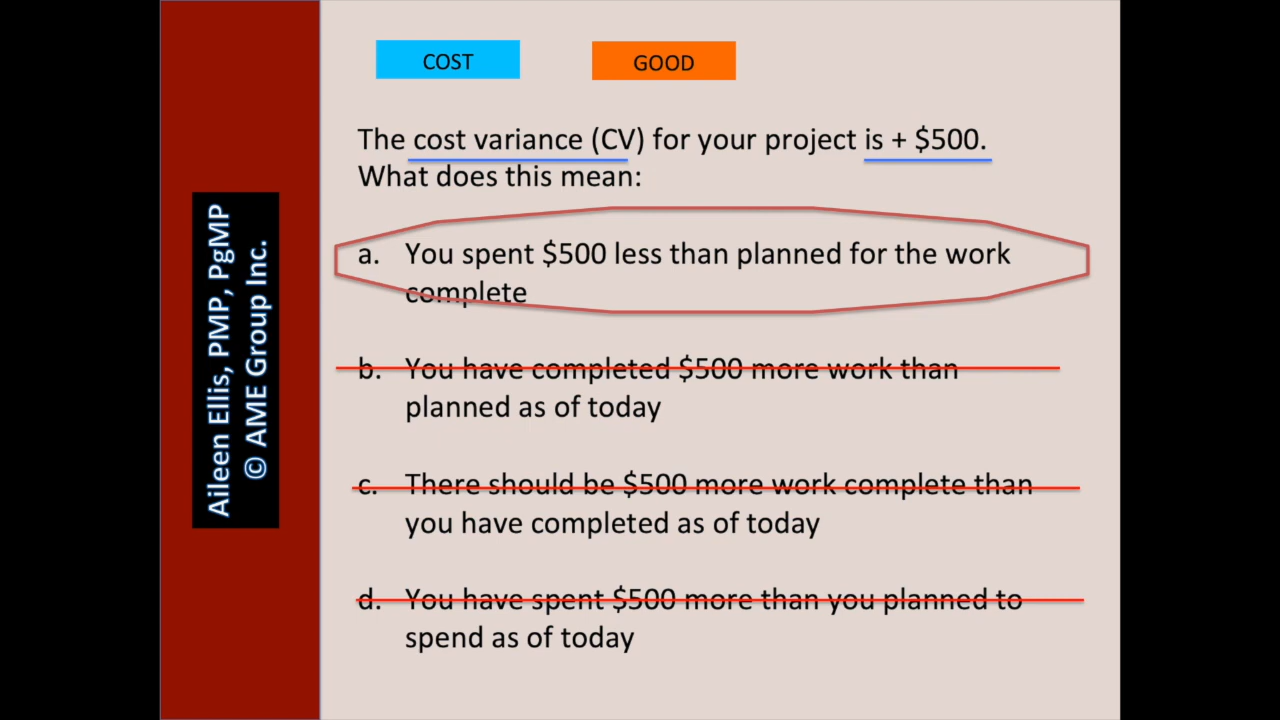 COST
GOOD
The cost variance (CV) for your project is + $500.
What does this mean:
a. You spent $500 less than planned for the work
complete
b. You have completed $500 more work than
planned as of today
c. There should be $500 more work complete than
you have completed as of today
d. You have spent $500 more than you planned to
spend as of today
Aileen Ellis, PMP, PgMP
© AME Group Inc.